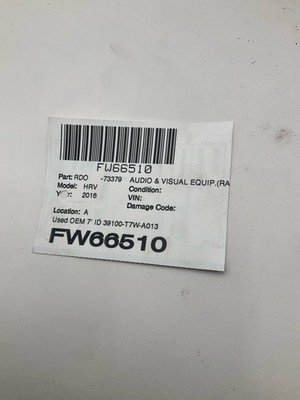 FW66510
Part: RDO -73379 AUDIO & VISUAL EQUIP.(RA
Model: HRV Condition:
Year: 2016 VIN:
Damage Code:
Location: A
Used OEM 7" ID 39100-T7W-A013
FW66510